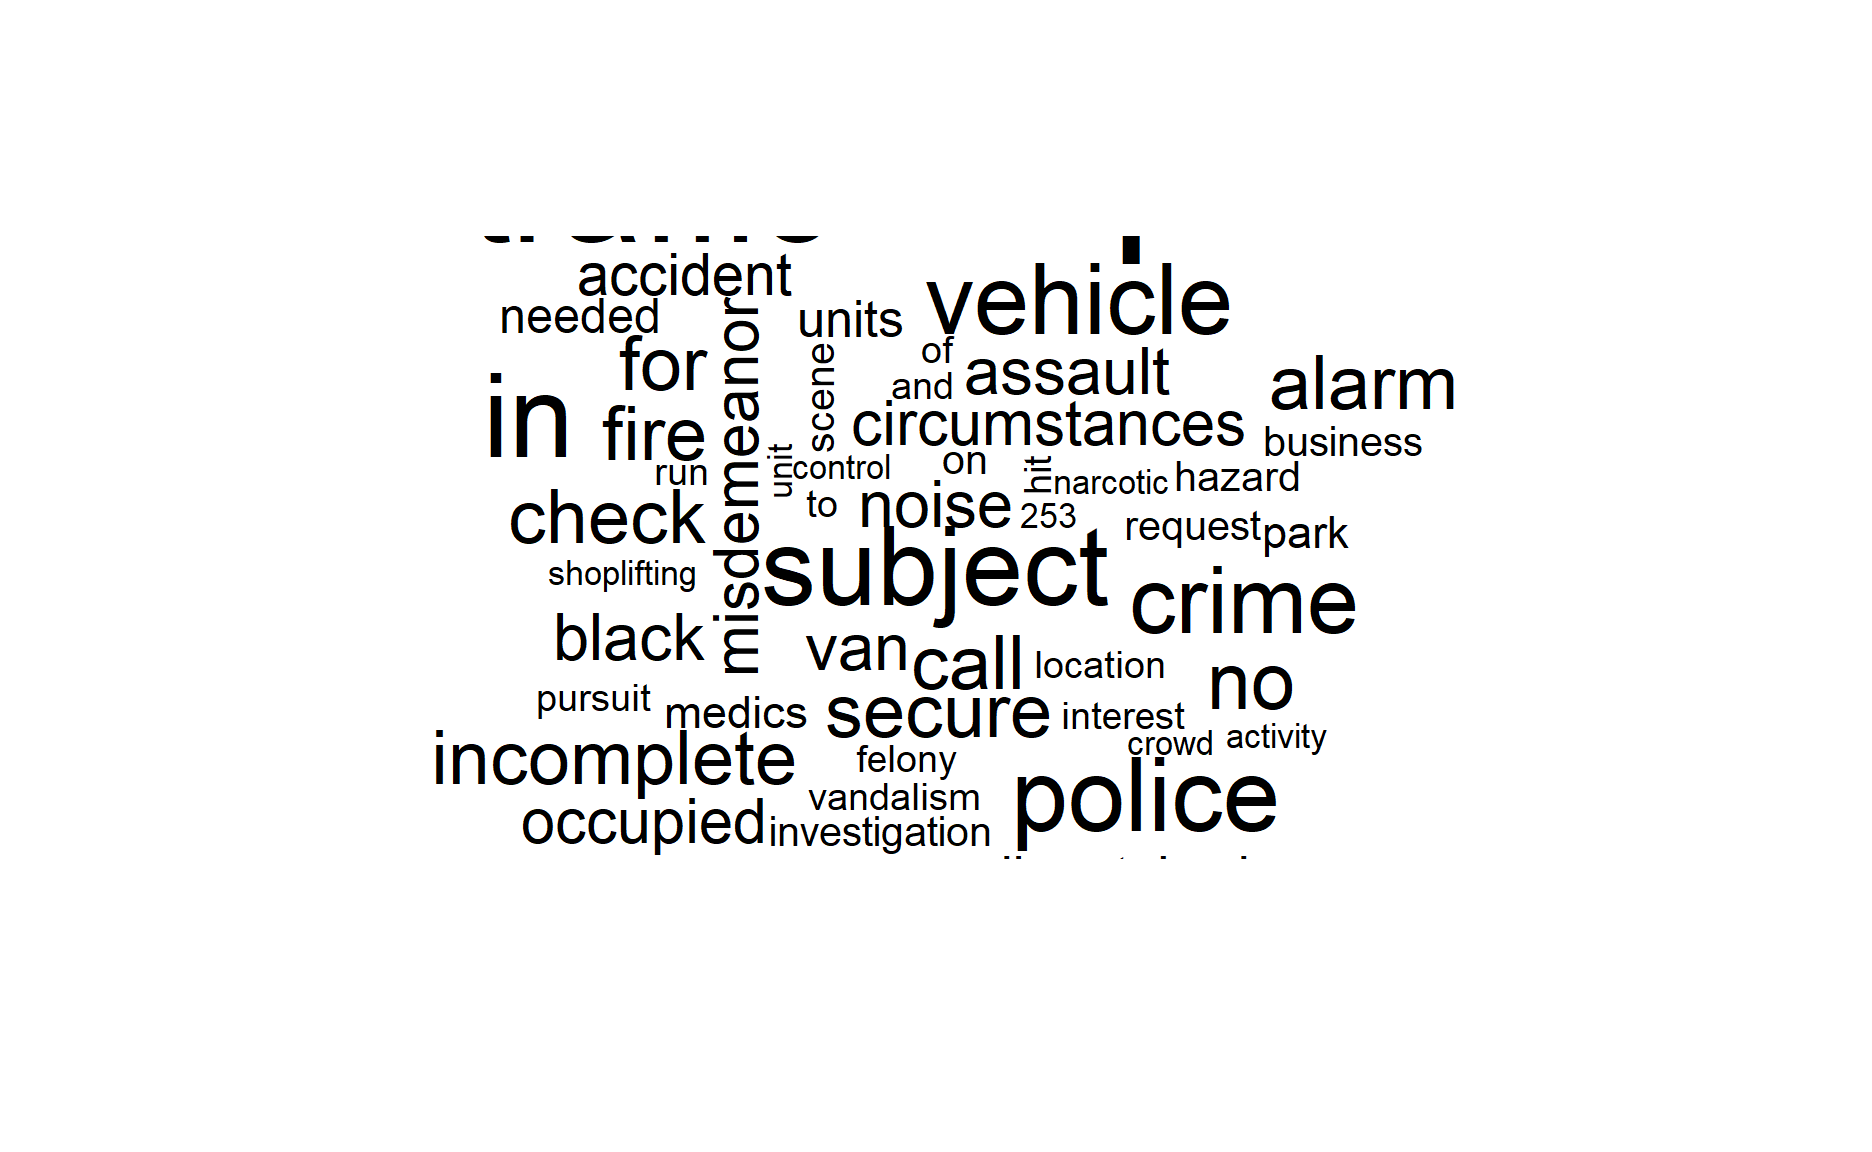 accident
needed
units
vehicle
for
of
in
fire
misdemeanor
scene
and
assault
alarm
circumstances
business
run
unit
control
on
hit
narcotic
hazard
check
to
noise
253
request
park
shoplifting
subject
crime
black
van
call
location
no
pursuit
medics
secure
interest
incomplete
felony
crowd
activity
vandalism
police
occupied
investigation